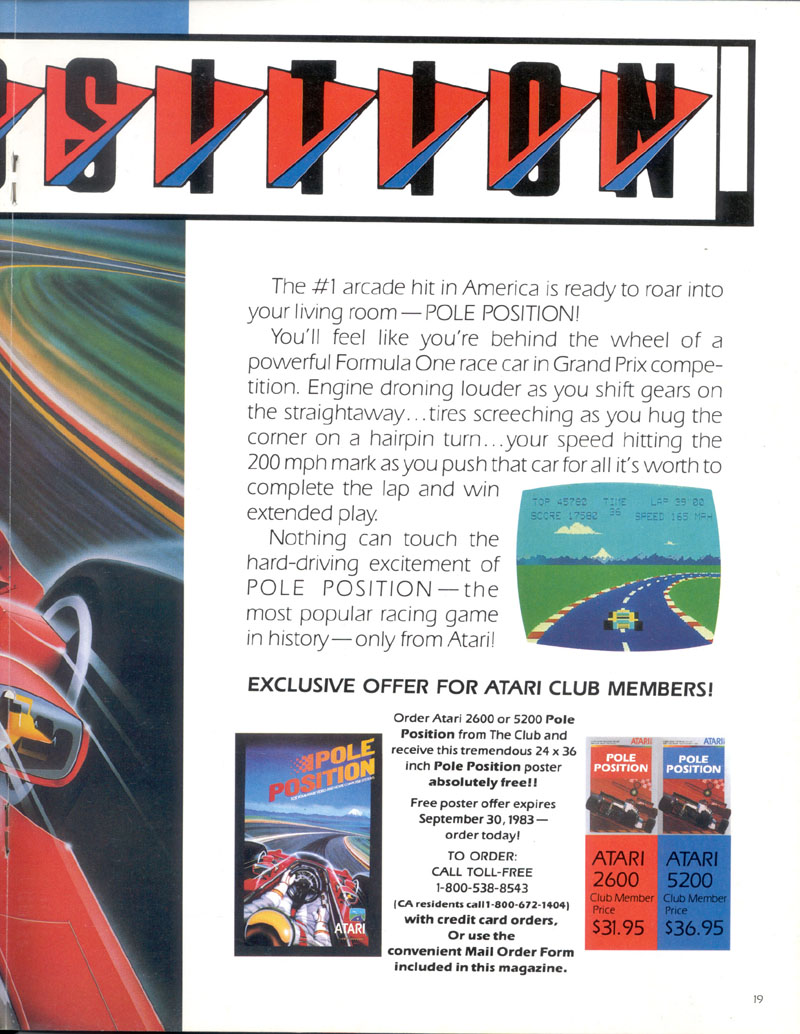 OSITION
The #1 arcade hit in America is ready to roar into
your living room — POLE POSITION!
You'll feel like you're behind the wheel of a
powerful Formula One race car in Grand Prix compe-
tition. Engine droning louder as you shift gears on
the straightaway...tires screeching as you hug the
corner on a hairpin turn...your speed hitting the
200 mph mark as you push that car for all it's worth to
complete the lap and win
extended play.
Nothing can touch the
hard-driving excitement of
POLE POSITION — the
most popular racing game
in history — only from Atari!
TOP 45780 TIME LAP 39 00
SCORE 17580 36 SPEED 165 MPH
EXCLUSIVE OFFER FOR ATARI CLUB MEMBERS!
POLE
POSITION
ATARI
Order Atari 2600 or 5200 Pole
Position from The Club and
receive this tremendous 24 x 36
inch Pole Position poster
absolutely free!!
Free poster offer expires
September 30, 1983 —
order today!
TO ORDER:
CALL TOLL-FREE
1-800-538-8543
(CA residents call 1-800-672-1404)
with credit card orders,
Or use the
convenient Mail Order Form
included in this magazine.
ATARI
POLE
POSITION
ATARI
2600
Club Member
Price
$31.95
ATARI
POLE
POSITION
ATARI
5200
Club Member
Price
$36.95
19